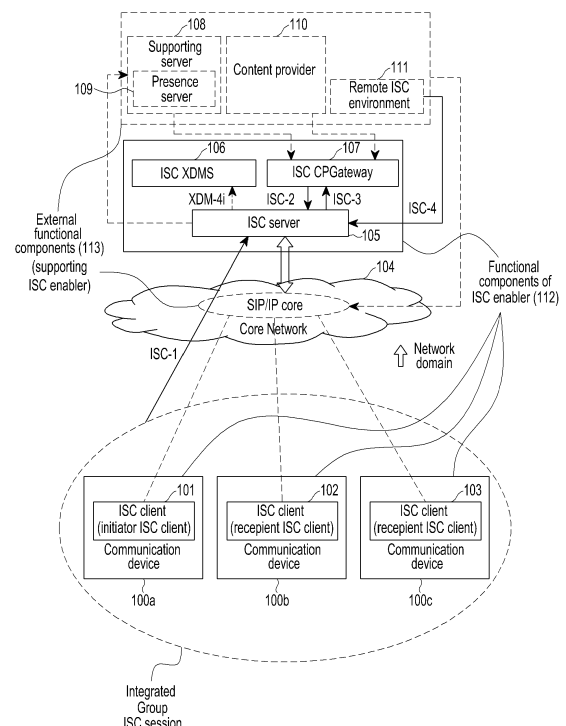 108
110
Supporting
server
109
Presence
server
Content provider
111
Remote ISC
environment
106
107
ISC XDMS
ISC CPGateway
XDM-4i
ISC-2
ISC-3
ISC-4
ISC server
105
External
functional
components (113)
(supporting
ISC enabler)
104
Functional
components of
ISC enabler (112)
SIP/IP core
Core Network
ISC-1
Network
domain
101
102
103
ISC client
(initiator ISC client)
Communication
device
ISC client
(recepient ISC client)
Communication
device
ISC client
(recepient ISC client)
Communication
device
100a
100b
100c
Integrated
Group
ISC session